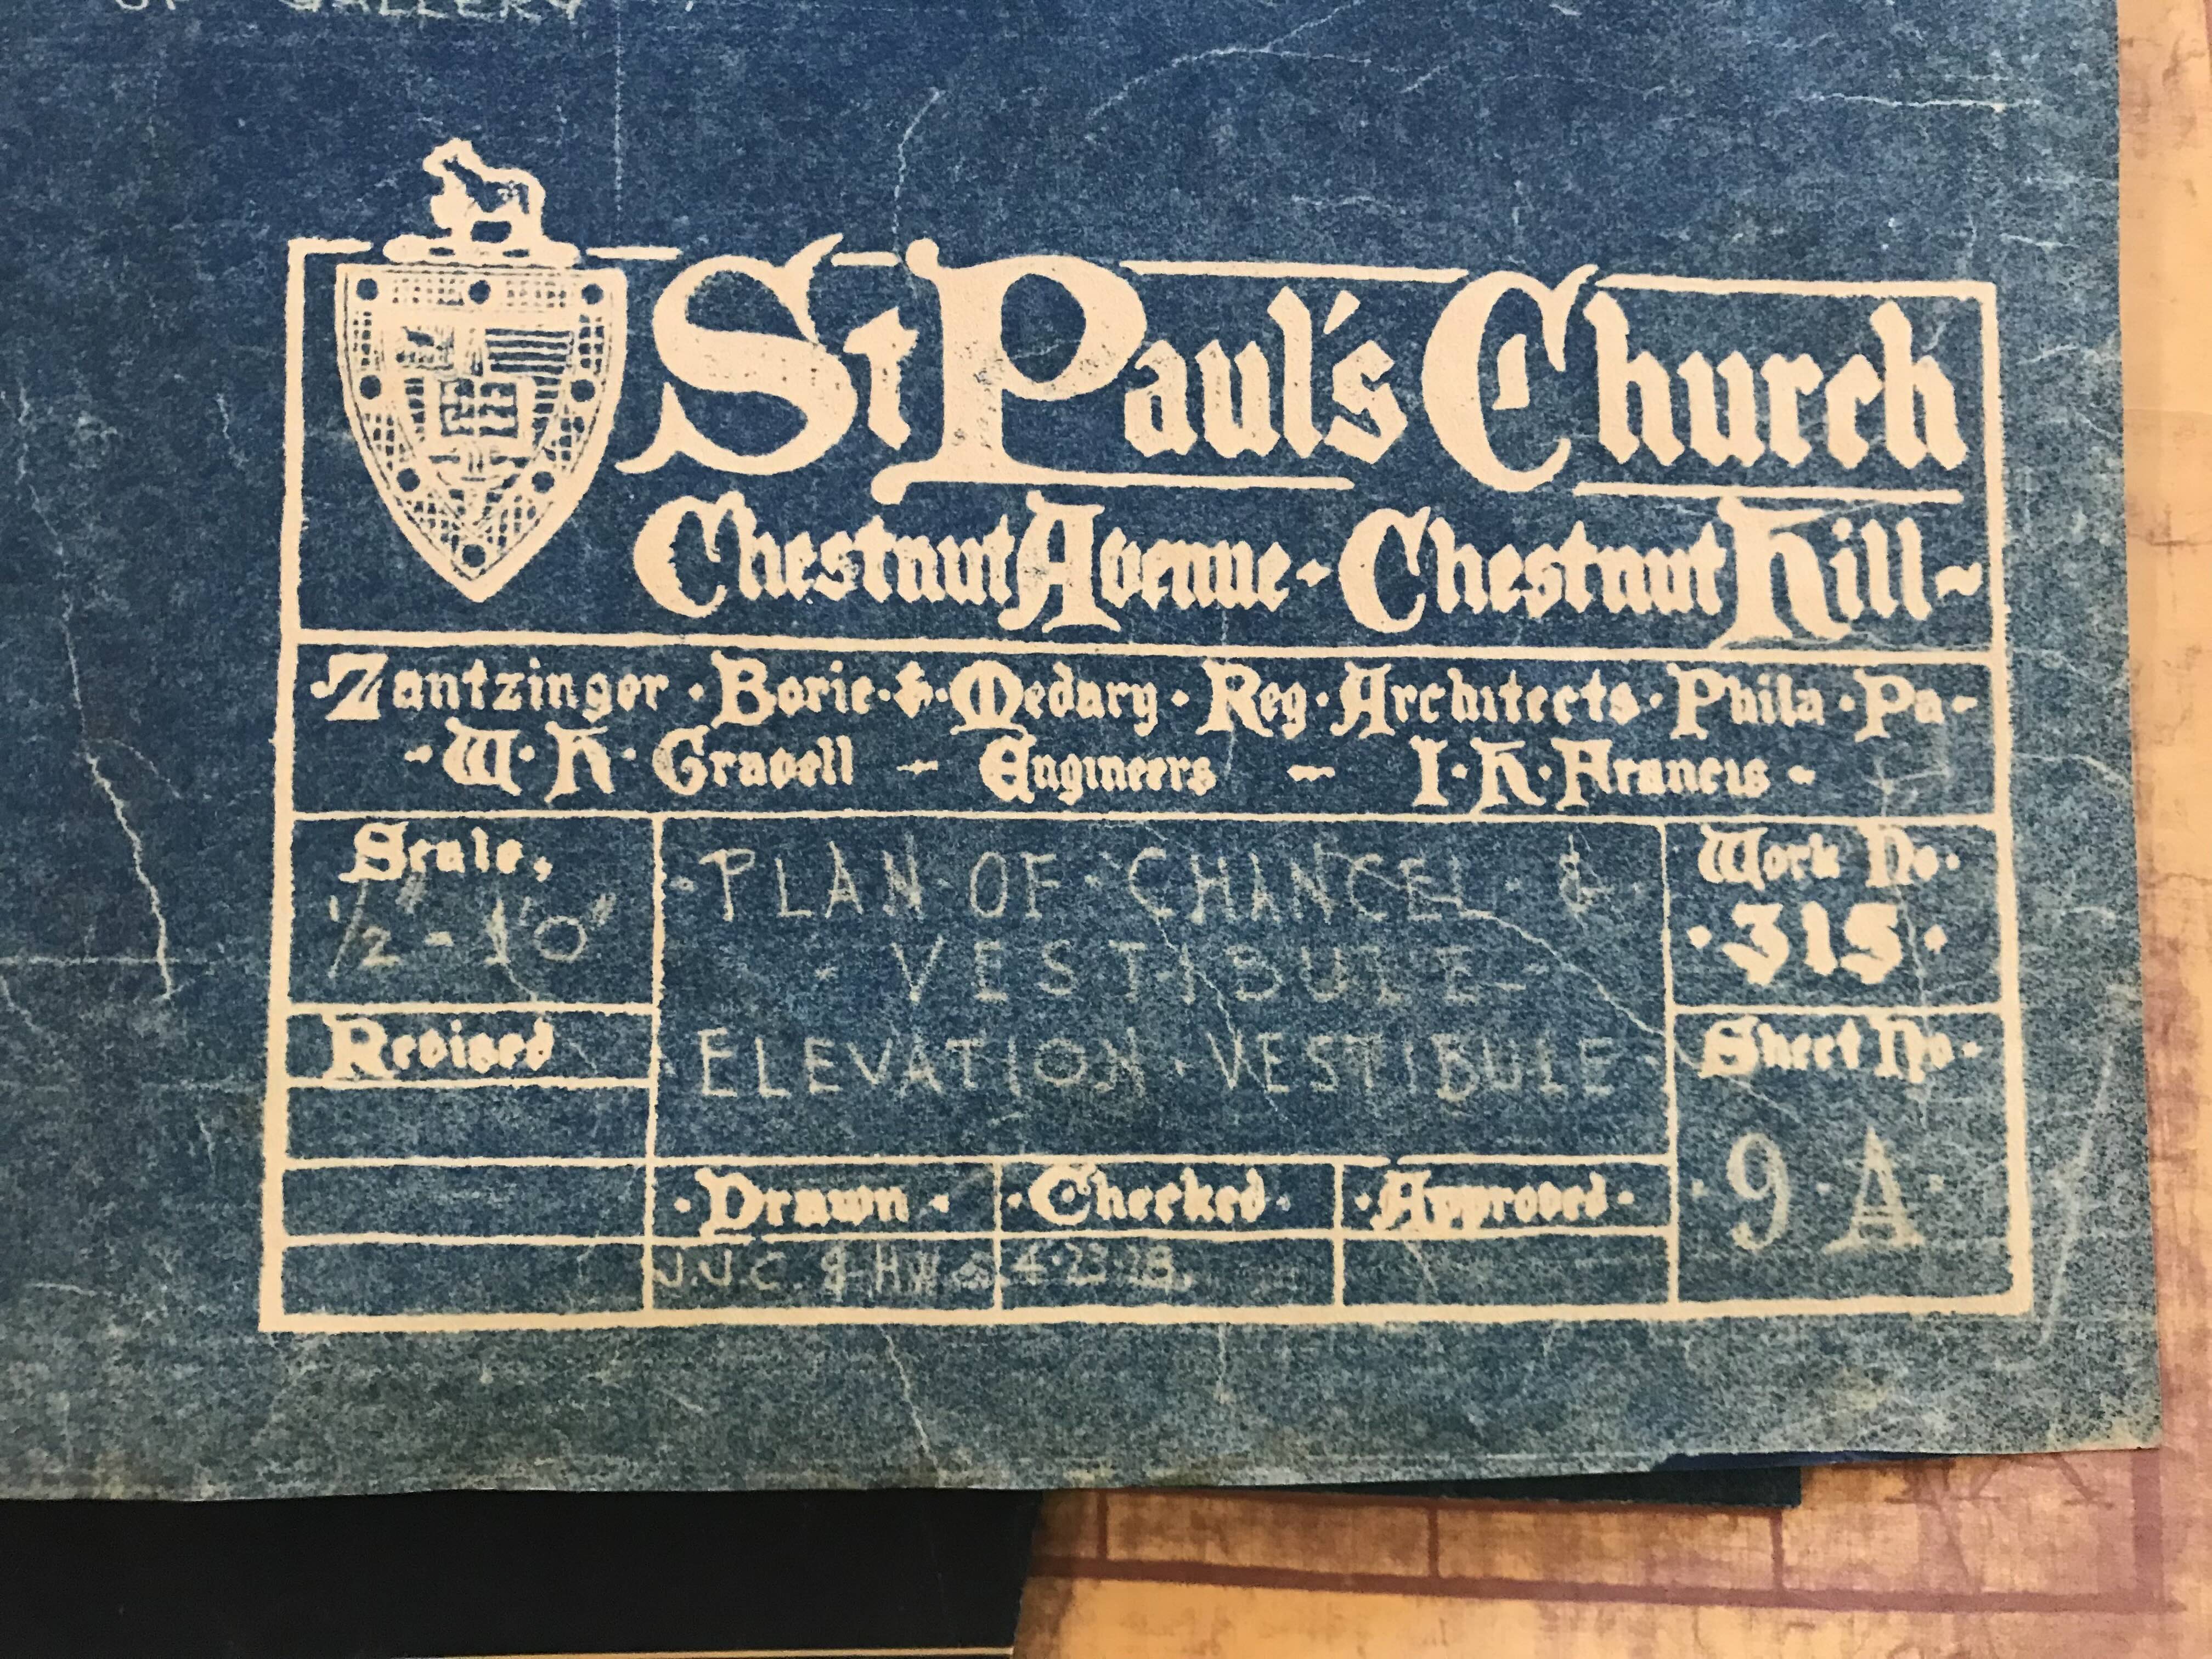 OF GALLERY
St Paul's Church
Chestnut Avenue - Chestnut Hill ~
· Zantzinger · Borie · & · Medary · Reg · Architects · Phila · Pa -
- W · H · Gravell - Engineers - I · H · Francis -
Scale,
1/2" - 1'0"
· PLAN · OF · CHANCEL · &
- VESTIBULE -
· ELEVATION · VESTIBULE ·
Work No.
· 315 ·
Revised
Sheet No.
· 9 · A ·
· Drawn · · Checked · · Approved ·
J.J.C. & 4·23·28.